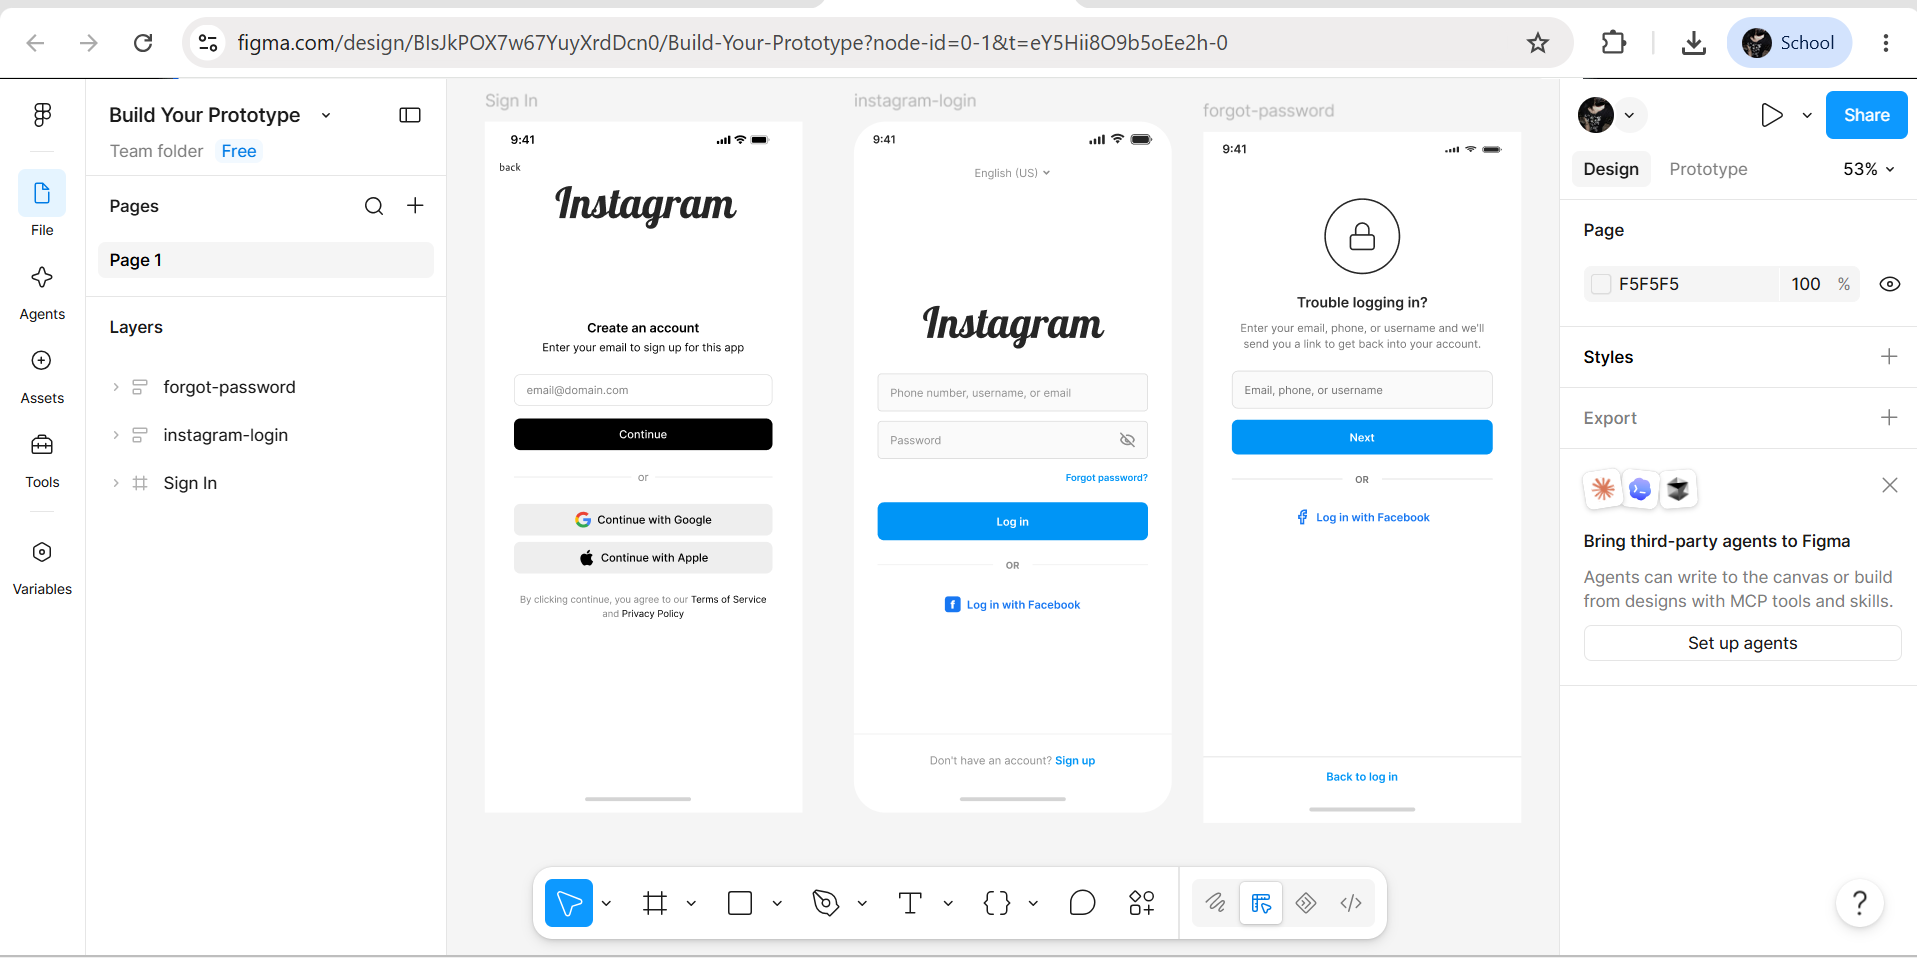 figma.com/design/BIsJkPOX7w67YuyXrdDcn0/Build-Your-Prototype?node-id=0-1&t=eY5Hii8O9b5oEe2h-0
School
Build Your Prototype
Team folder Free
File
Agents
Assets
Tools
Variables
Pages
Page 1
Layers
forgot-password
instagram-login
Sign In
Sign In
9:41
back
Instagram
Create an account
Enter your email to sign up for this app
email@domain.com
Continue
or
Continue with Google
Continue with Apple
By clicking continue, you agree to our Terms of Service
and Privacy Policy
instagram-login
9:41
English (US)
Instagram
Phone number, username, or email
Password
Forgot password?
Log in
OR
Log in with Facebook
Don't have an account? Sign up
forgot-password
9:41
Trouble logging in?
Enter your email, phone, or username and we'll
send you a link to get back into your account.
Email, phone, or username
Next
OR
Log in with Facebook
Back to log in
Share
Design Prototype 53%
Page
F5F5F5 100 %
Styles
Export
Bring third-party agents to Figma
Agents can write to the canvas or build
from designs with MCP tools and skills.
Set up agents
?